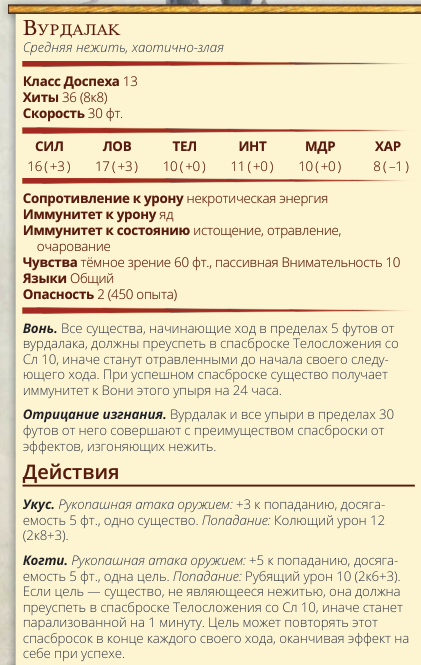 Вурдалак
Средняя нежить, хаотично-злая
Класс Доспеха 13
Хиты 36 (8к8)
Скорость 30 фт.
СИЛ ЛОВ ТЕЛ ИНТ МДР ХАР
16 (+3) 17 (+3) 10 (+0) 11 (+0) 10 (+0) 8 (−1)
Сопротивление к урону некротическая энергия
Иммунитет к урону яд
Иммунитет к состоянию истощение, отравление,
очарование
Чувства тёмное зрение 60 фт., пассивная Внимательность 10
Языки Общий
Опасность 2 (450 опыта)
Вонь. Все существа, начинающие ход в пределах 5 футов от
вурдалака, должны преуспеть в спасброске Телосложения со
Сл 10, иначе станут отравленными до начала своего следу-
ющего хода. При успешном спасброске существо получает
иммунитет к Вони этого упыря на 24 часа.
Отрицание изгнания. Вурдалак и все упыри в пределах 30
футов от него совершают с преимуществом спасброски от
эффектов, изгоняющих нежить.
Действия
Укус. Рукопашная атака оружием: +3 к попаданию, досяга-
емость 5 фт., одно существо. Попадание: Колющий урон 12
(2к8+3).
Когти. Рукопашная атака оружием: +5 к попаданию, досяга-
емость 5 фт., одна цель. Попадание: Рубящий урон 10 (2к6+3).
Если цель — существо, не являющееся нежитью, она должна
преуспеть в спасброске Телосложения со Сл 10, иначе станет
парализованной на 1 минуту. Цель может повторять этот
спасбросок в конце каждого своего хода, оканчивая эффект на
себе при успехе.